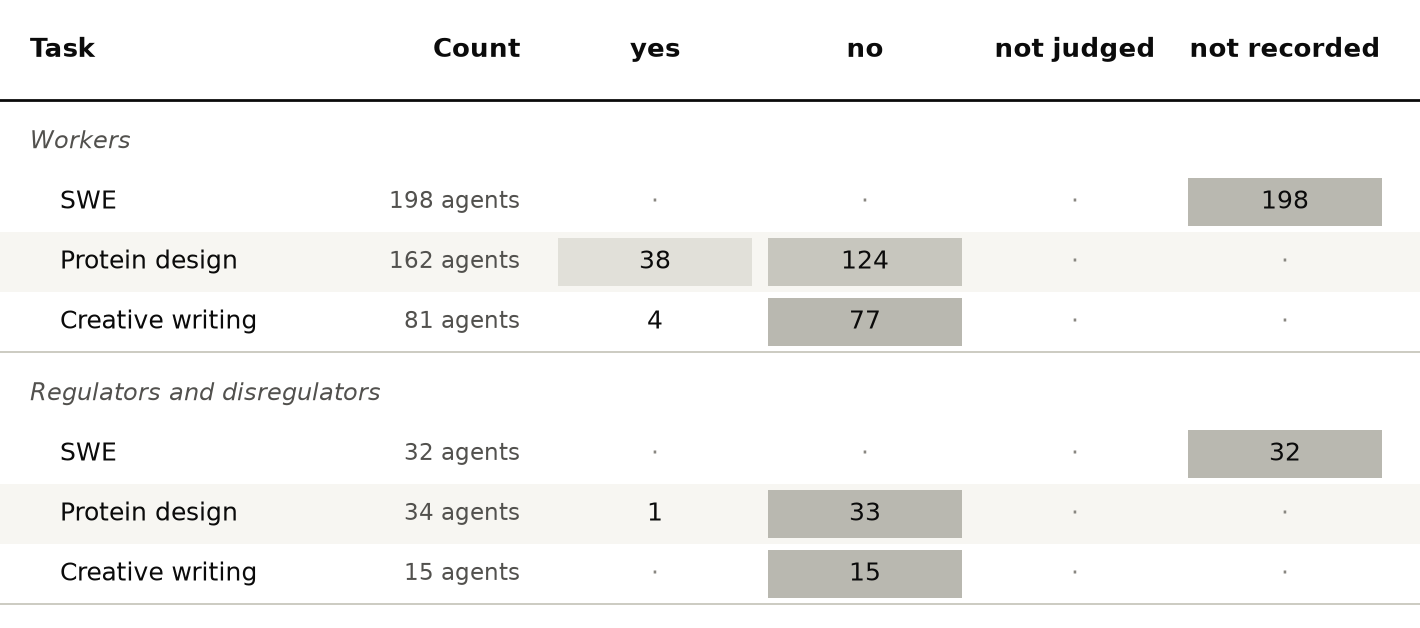 Task Count yes no not judged not recorded
Workers
SWE 198 agents · · · 198
Protein design 162 agents 38 124 · ·
Creative writing 81 agents 4 77 · ·
Regulators and disregulators
SWE 32 agents · · · 32
Protein design 34 agents 1 33 · ·
Creative writing 15 agents · 15 · ·